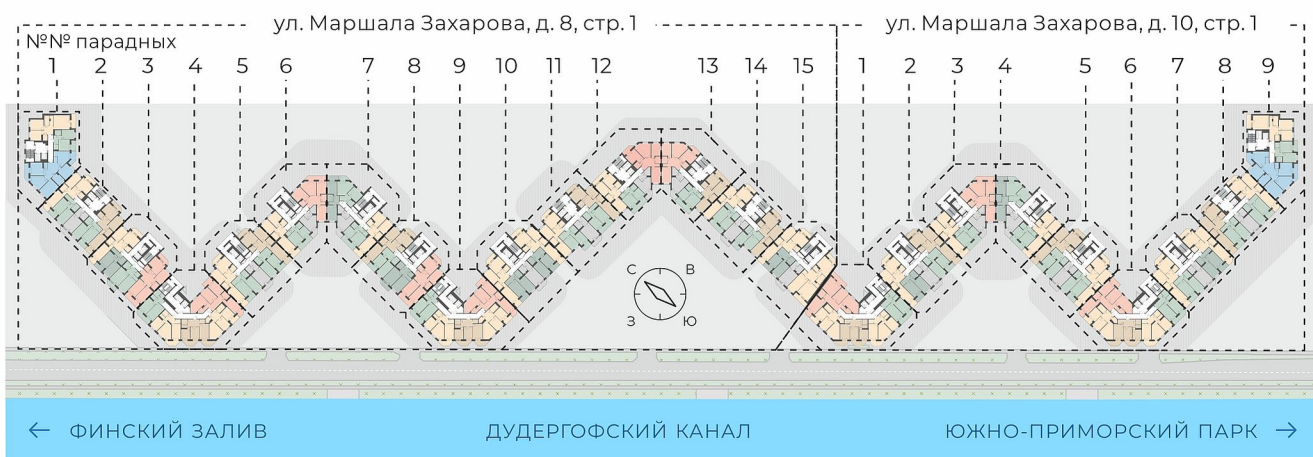 ул. Маршала Захарова, д. 8, стр. 1
ул. Маршала Захарова, д. 10, стр. 1
№№ парадных
1 2 3 4 5 6 7 8 9 10 11 12 13 14 15 1 2 3 4 5 6 7 8 9
С В
З Ю
← ФИНСКИЙ ЗАЛИВ
ДУДЕРГОФСКИЙ КАНАЛ
ЮЖНО-ПРИМОРСКИЙ ПАРК →